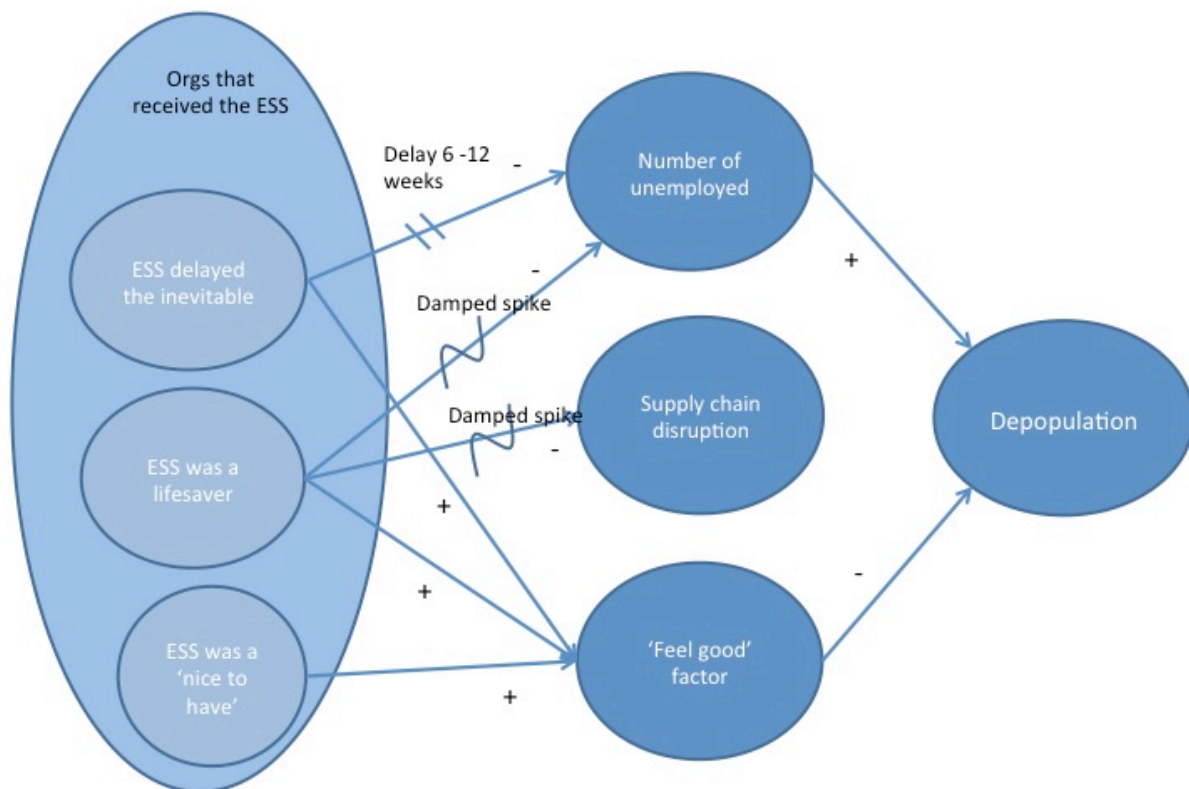 Orgs that
received the ESS
Delay 6 -12
weeks
-
Number of
unemployed
ESS delayed
the inevitable
-
+
Damped spike
Damped spike
Supply chain
disruption
Depopulation
-
ESS was a
lifesaver
+
+
-
ESS was a
‘nice to
have’
‘Feel good’
factor
+